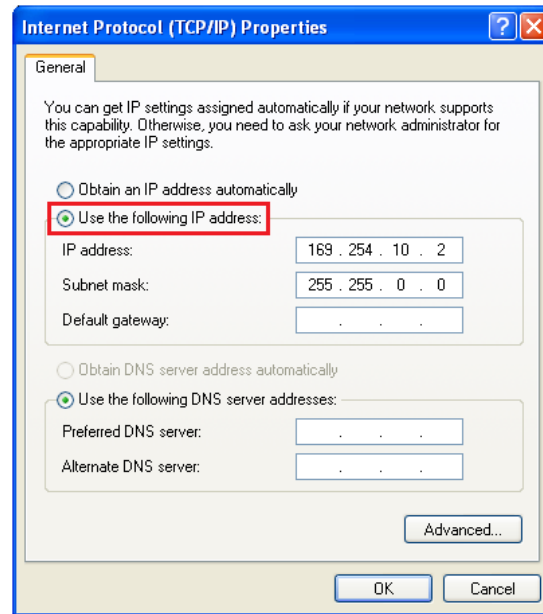 Internet Protocol (TCP/IP) Properties
General
You can get IP settings assigned automatically if your network supports
this capability. Otherwise, you need to ask your network administrator for
the appropriate IP settings.
Obtain an IP address automatically
Use the following IP address:
IP address: 169 . 254 . 10 . 2
Subnet mask: 255 . 255 . 0 . 0
Default gateway: . . .
Obtain DNS server address automatically
Use the following DNS server addresses:
Preferred DNS server: . . .
Alternate DNS server: . . .
Advanced...
OK Cancel